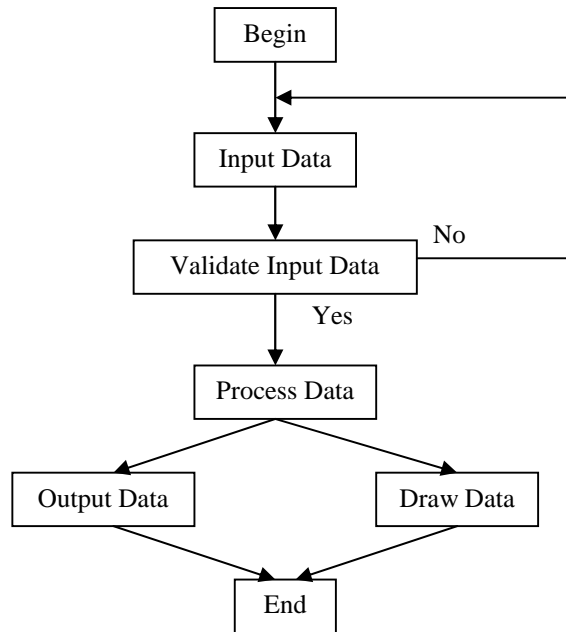 Begin
Input Data
No
Validate Input Data
Yes
Process Data
Output Data
Draw Data
End